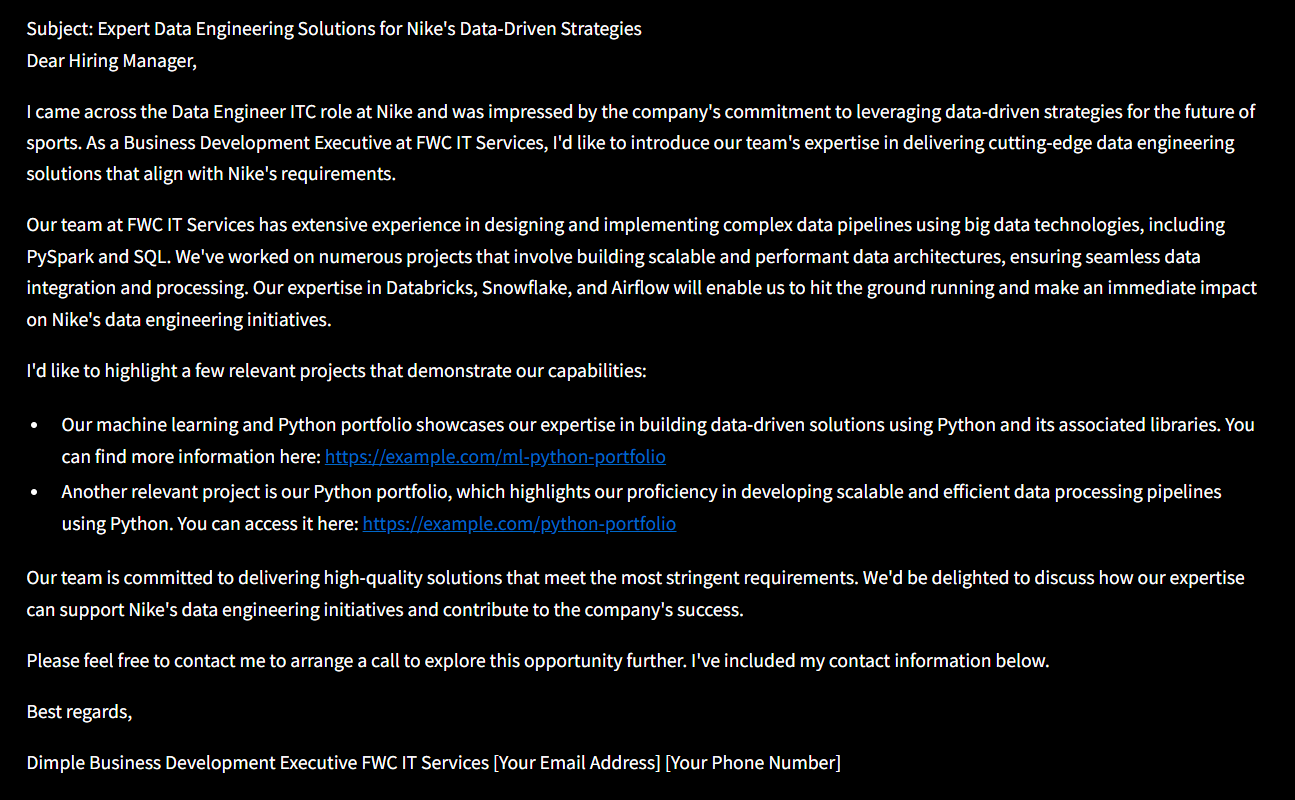 Subject: Expert Data Engineering Solutions for Nike's Data-Driven Strategies
Dear Hiring Manager,
I came across the Data Engineer ITC role at Nike and was impressed by the company's commitment to leveraging data-driven strategies for the future of
sports. As a Business Development Executive at FWC IT Services, I'd like to introduce our team's expertise in delivering cutting-edge data engineering
solutions that align with Nike's requirements.
Our team at FWC IT Services has extensive experience in designing and implementing complex data pipelines using big data technologies, including
PySpark and SQL. We've worked on numerous projects that involve building scalable and performant data architectures, ensuring seamless data
integration and processing. Our expertise in Databricks, Snowflake, and Airflow will enable us to hit the ground running and make an immediate impact
on Nike's data engineering initiatives.
I'd like to highlight a few relevant projects that demonstrate our capabilities:
• Our machine learning and Python portfolio showcases our expertise in building data-driven solutions using Python and its associated libraries. You
can find more information here: https://example.com/ml-python-portfolio
• Another relevant project is our Python portfolio, which highlights our proficiency in developing scalable and efficient data processing pipelines
using Python. You can access it here: https://example.com/python-portfolio
Our team is committed to delivering high-quality solutions that meet the most stringent requirements. We'd be delighted to discuss how our expertise
can support Nike's data engineering initiatives and contribute to the company's success.
Please feel free to contact me to arrange a call to explore this opportunity further. I've included my contact information below.
Best regards,
Dimple Business Development Executive FWC IT Services [Your Email Address] [Your Phone Number]